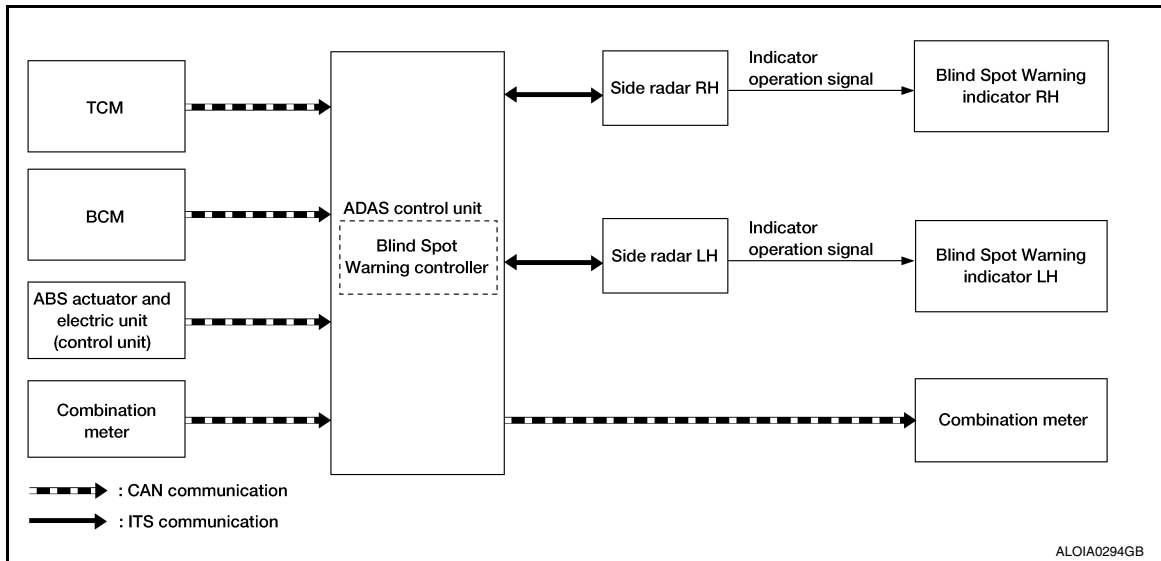 TCM
BCM
ABS actuator and
electric unit
(control unit)
Combination
meter
ADAS control unit
Blind Spot
Warning controller
Side radar RH
Indicator
operation signal
Blind Spot Warning
indicator RH
Side radar LH
Indicator
operation signal
Blind Spot Warning
indicator LH
Combination meter
: CAN communication
: ITS communication
ALOIA0294GB